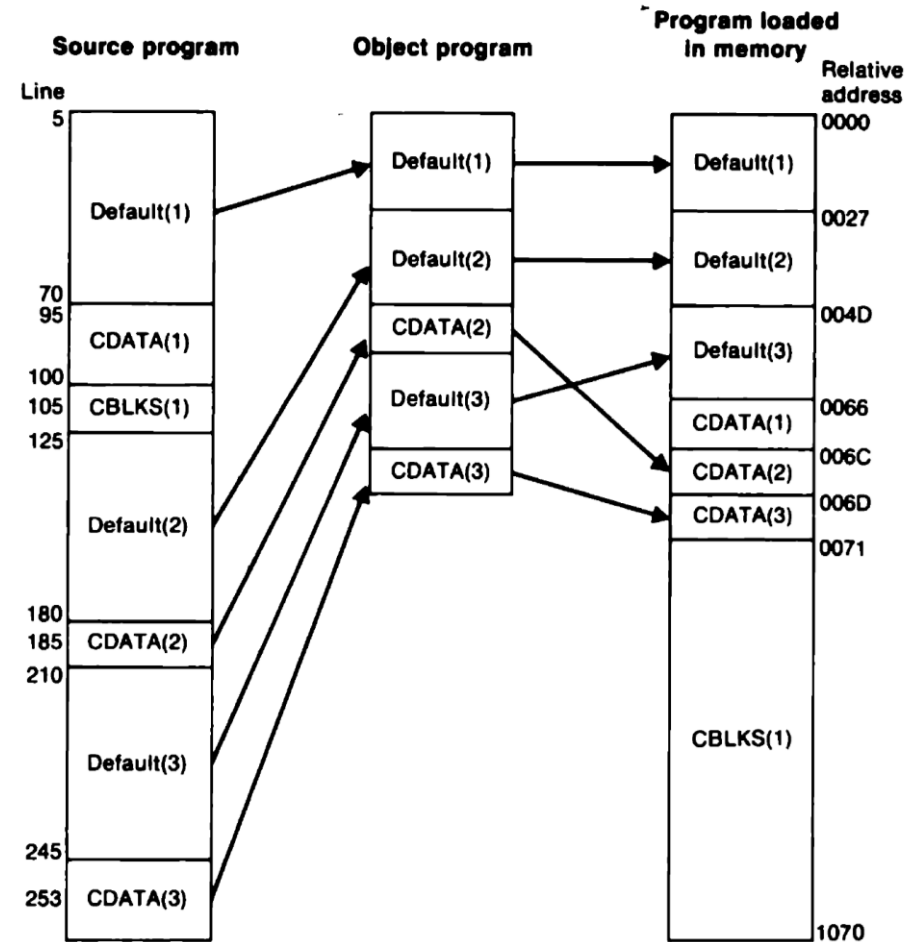 Source program
Object program
Program loaded
in memory
Line
Relative
address
5
Default(1)
70
95
CDATA(1)
100
105
CBLKS(1)
125
Default(2)
180
185
CDATA(2)
210
Default(3)
245
253
CDATA(3)
Default(1)
Default(2)
CDATA(2)
Default(3)
CDATA(3)
0000
Default(1)
0027
Default(2)
004D
Default(3)
0066
CDATA(1)
006C
CDATA(2)
006D
CDATA(3)
0071
CBLKS(1)
1070